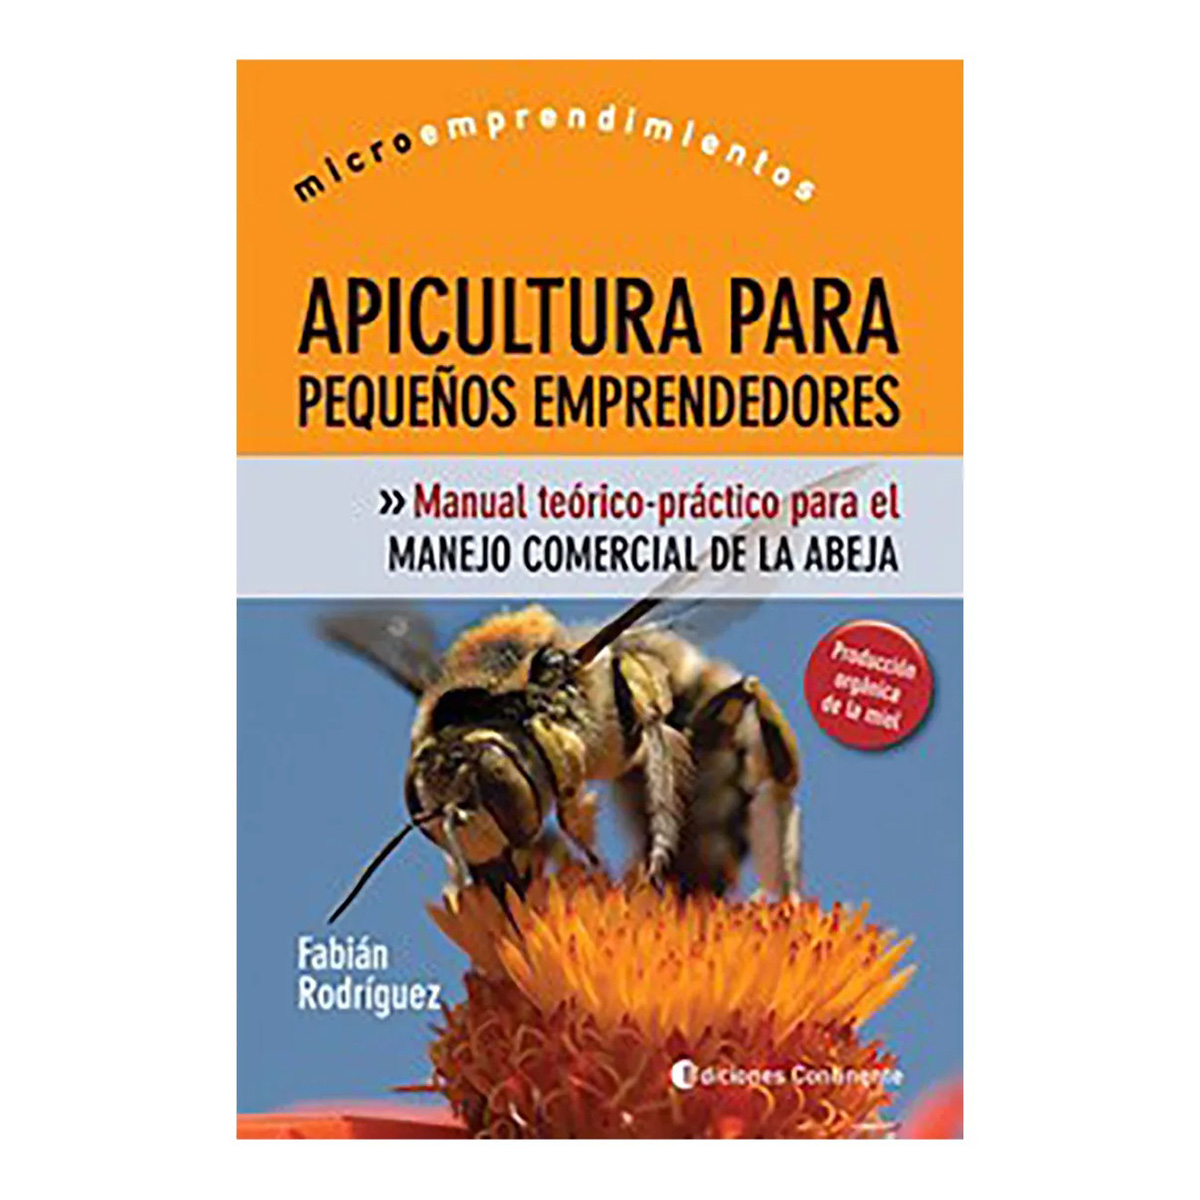 microemprendimientos
APICULTURA PARA
PEQUEÑOS EMPRENDEDORES
» Manual teórico-práctico para el
MANEJO COMERCIAL DE LA ABEJA
Producción
orgánica
de la miel
Fabián
Rodríguez
Ediciones Continente